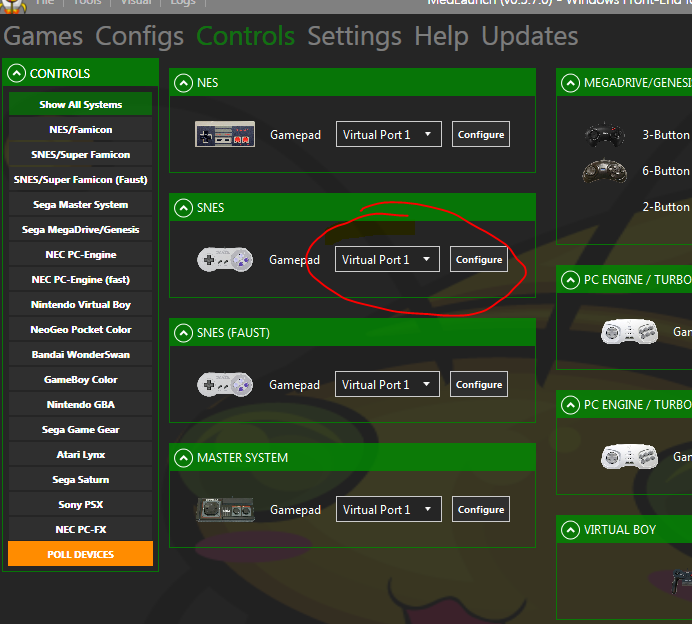 File Tools Visual Logs
MedLaunch (v0.5.7.0) - Windows Front-End
Games Configs Controls Settings Help Updates
CONTROLS
Show All Systems
NES/Famicon
SNES/Super Famicon
SNES/Super Famicon (Faust)
Sega Master System
Sega MegaDrive/Genesis
NEC PC-Engine
NEC PC-Engine (fast)
Nintendo Virtual Boy
NeoGeo Pocket Color
Bandai WonderSwan
GameBoy Color
Nintendo GBA
Sega Game Gear
Atari Lynx
Sega Saturn
Sony PSX
NEC PC-FX
POLL DEVICES
NES
Gamepad Virtual Port 1 Configure
SNES
Gamepad Virtual Port 1 Configure
SNES (FAUST)
Gamepad Virtual Port 1 Configure
MASTER SYSTEM
Gamepad Virtual Port 1 Configure
MEGADRIVE/GENESI
3-Button
6-Button
2-Button
PC ENGINE / TURBO
Gar
PC ENGINE / TURBO
Gar
VIRTUAL BOY